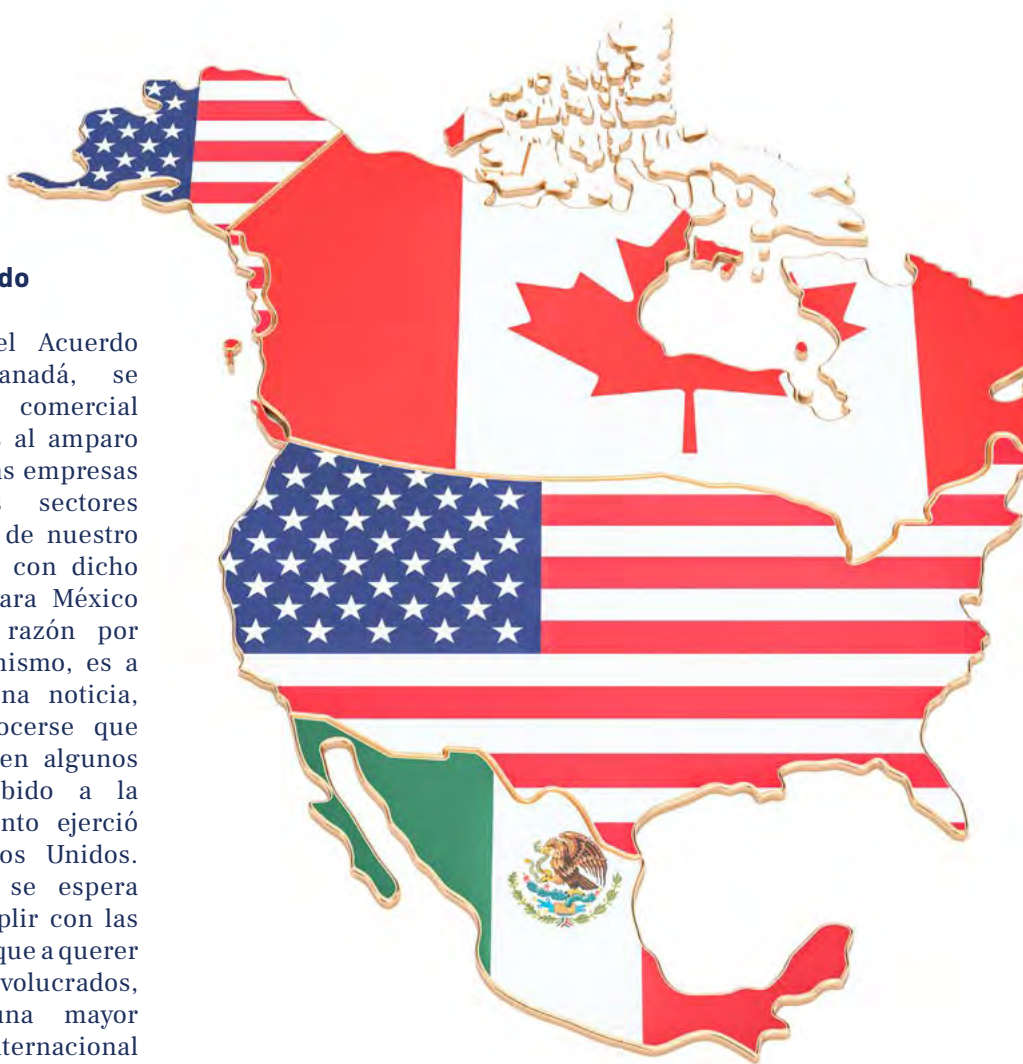 do
el Acuerdo
anadá, se
comercial
s al amparo
as empresas
s sectores
de nuestro
con dicho
ara México
razón por
nismo, es a
na noticia,
ocerse que
en algunos
bido a la
nto ejerció
os Unidos.
se espera
plir con las
que a querer
volucrados,
una mayor
nternacional